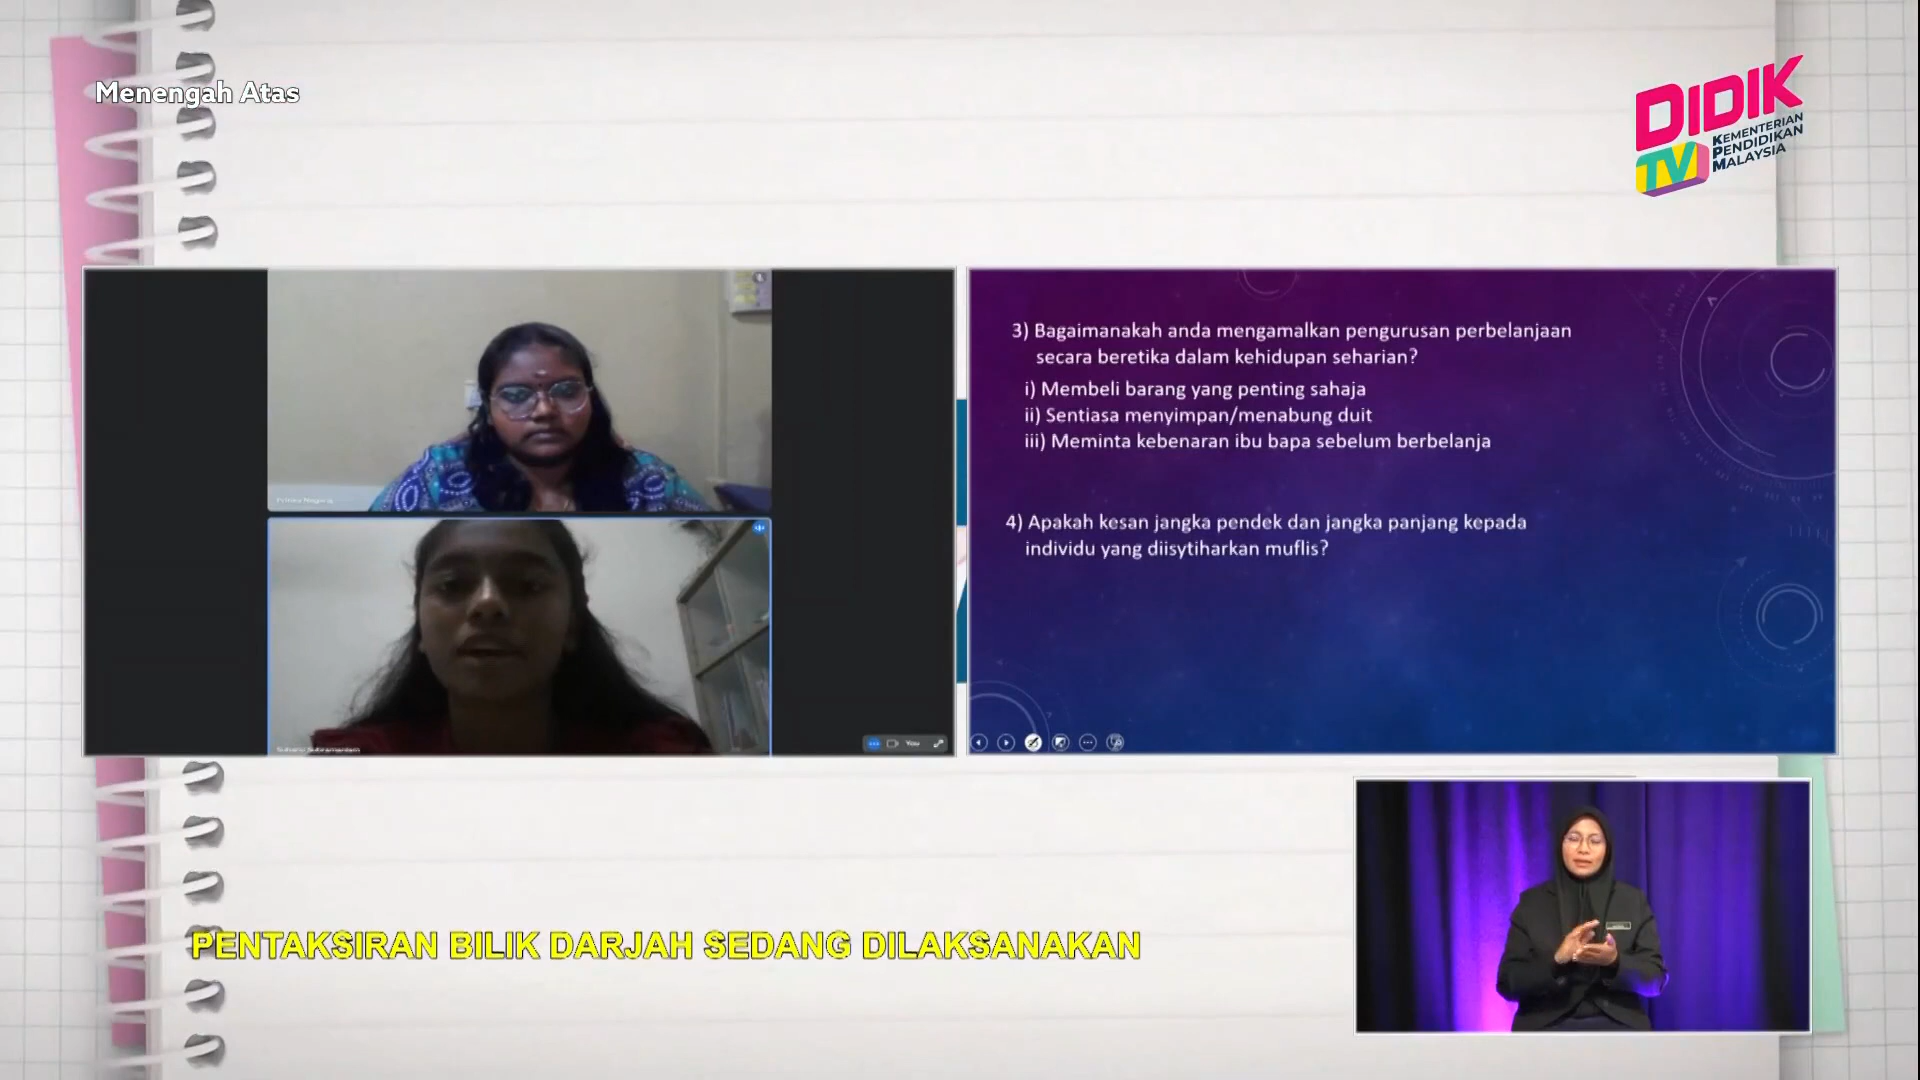 Menengah Atas
DIDIK
TV
KEMENTERIAN
PENDIDIKAN
MALAYSIA
3) Bagaimanakah anda mengamalkan pengurusan perbelanjaan
secara beretika dalam kehidupan seharian?
i) Membeli barang yang penting sahaja
ii) Sentiasa menyimpan/menabung duit
iii) Meminta kebenaran ibu bapa sebelum berbelanja
4) Apakah kesan jangka pendek dan jangka panjang kepada
individu yang diisytiharkan muflis?
You
PENTAKSIRAN BILIK DARJAH SEDANG DILAKSANAKAN